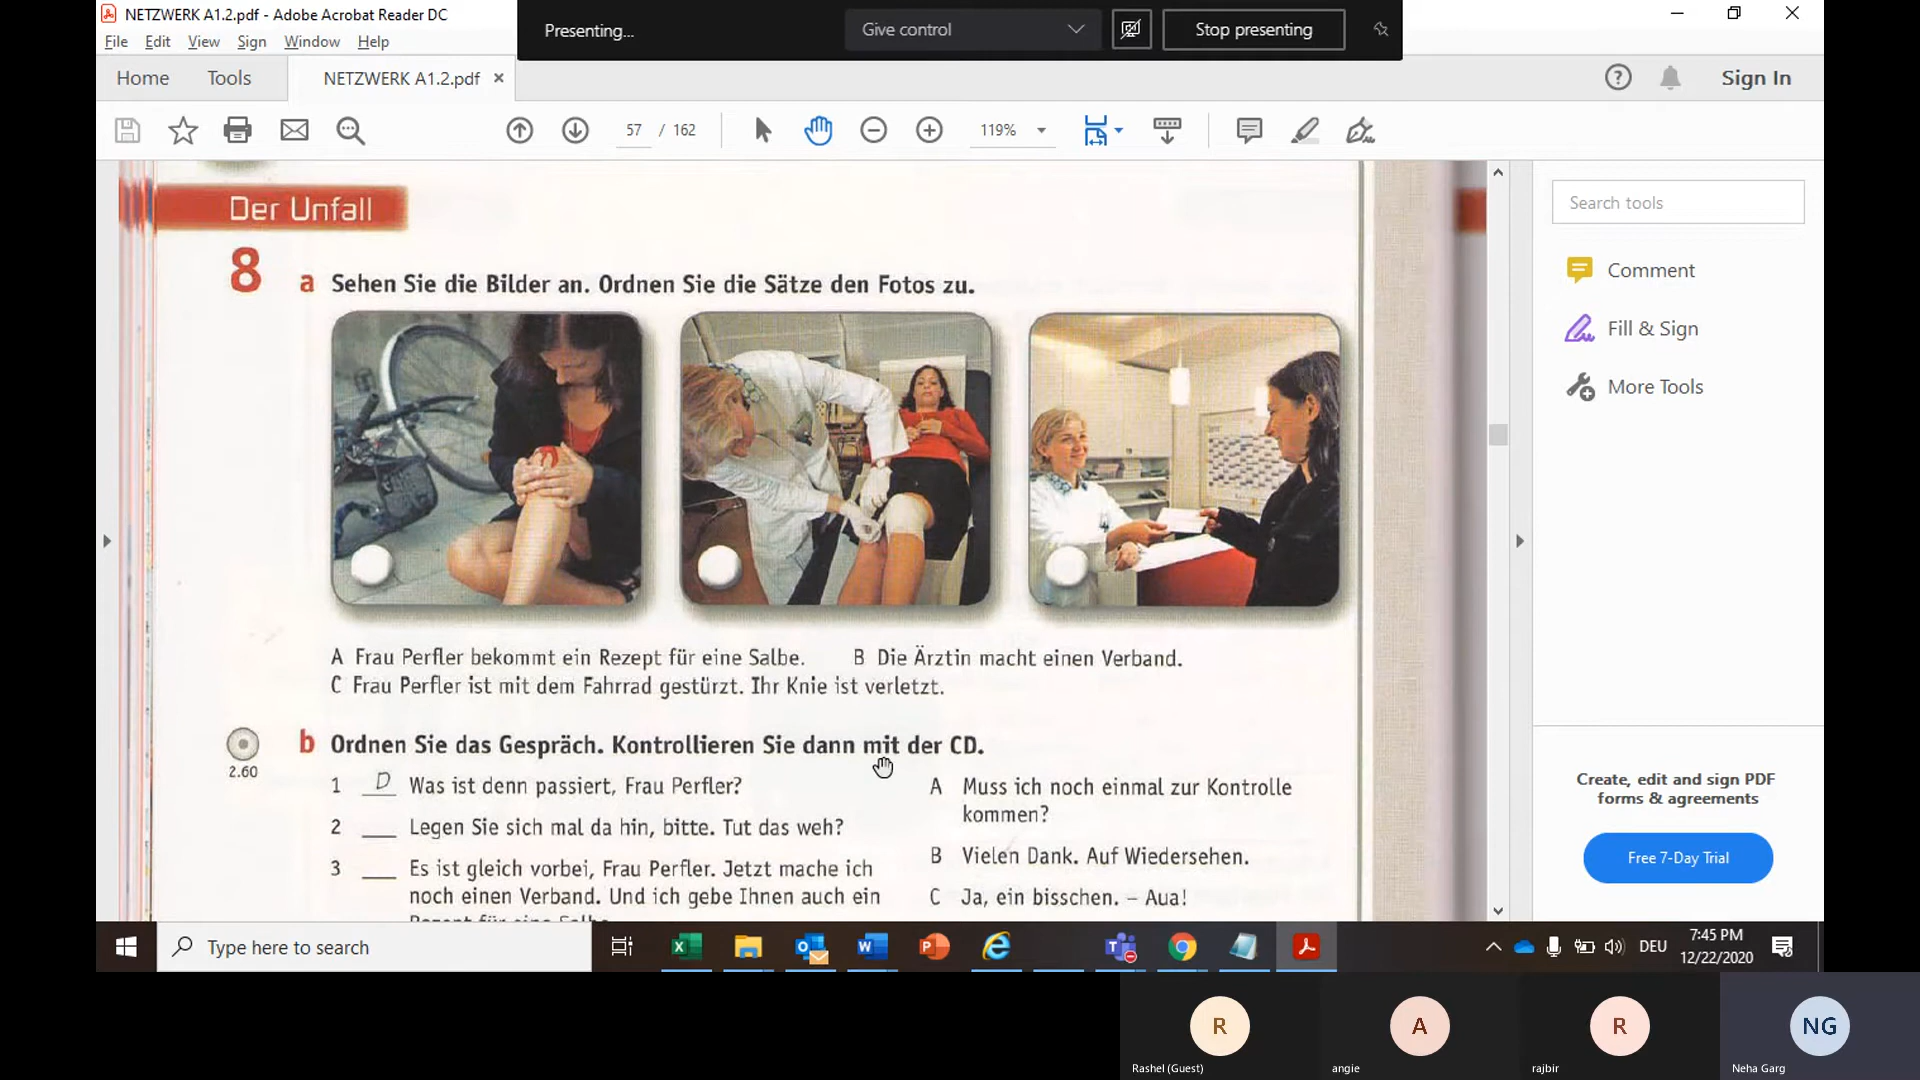 NETZWERK A1.2.pdf - Adobe Acrobat Reader DC
Presenting...
Give control
Stop presenting
File Edit View Sign Window Help
Home Tools NETZWERK A1.2.pdf
Sign In
57 / 162
119%
Der Unfall
8 a Sehen Sie die Bilder an. Ordnen Sie die Sätze den Fotos zu.
A Frau Perfler bekommt ein Rezept für eine Salbe. B Die Ärztin macht einen Verband.
C Frau Perfler ist mit dem Fahrrad gestürzt. Ihr Knie ist verletzt.
2.60
b Ordnen Sie das Gespräch. Kontrollieren Sie dann mit der CD.
1 D Was ist denn passiert, Frau Perfler?
2 ___ Legen Sie sich mal da hin, bitte. Tut das weh?
3 ___ Es ist gleich vorbei, Frau Perfler. Jetzt mache ich
noch einen Verband. Und ich gebe Ihnen auch ein
Rezept für eine Salbe
A Muss ich noch einmal zur Kontrolle
kommen?
B Vielen Dank. Auf Wiedersehen.
C Ja, ein bisschen. – Aua!
Search tools
Comment
Fill & Sign
More Tools
Create, edit and sign PDF
forms & agreements
Free 7-Day Trial
Type here to search
DEU
7:45 PM
12/22/2020
R
Rashel (Guest)
A
angie
R
rajbir
NG
Neha Garg